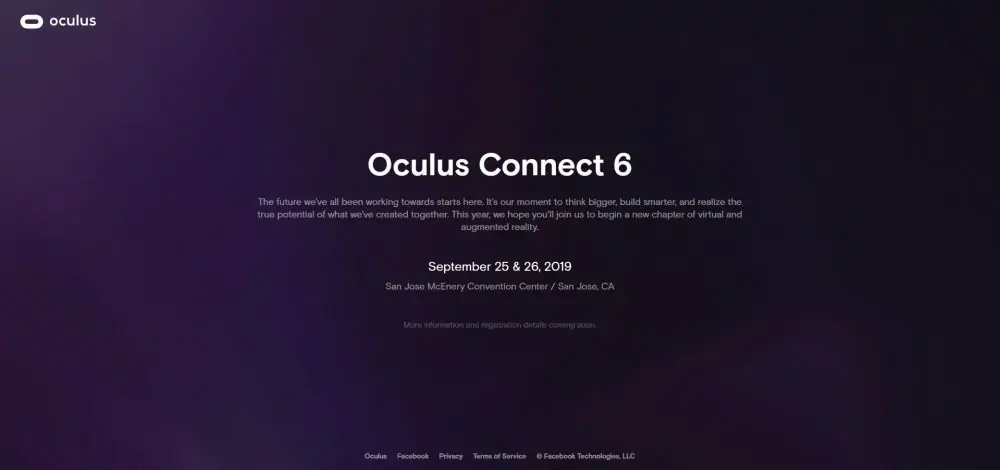 oculus
Oculus Connect 6
The future we've all been working towards starts here. It's our moment to think bigger, build smarter, and realize the
true potential of what we've created together. This year, we hope you'll join us to begin a new chapter of virtual and
augmented reality.
September 25 & 26, 2019
San Jose McEnery Convention Center / San Jose, CA
More information and registration details coming soon.
Oculus Facebook Privacy Terms of Service © Facebook Technologies, LLC